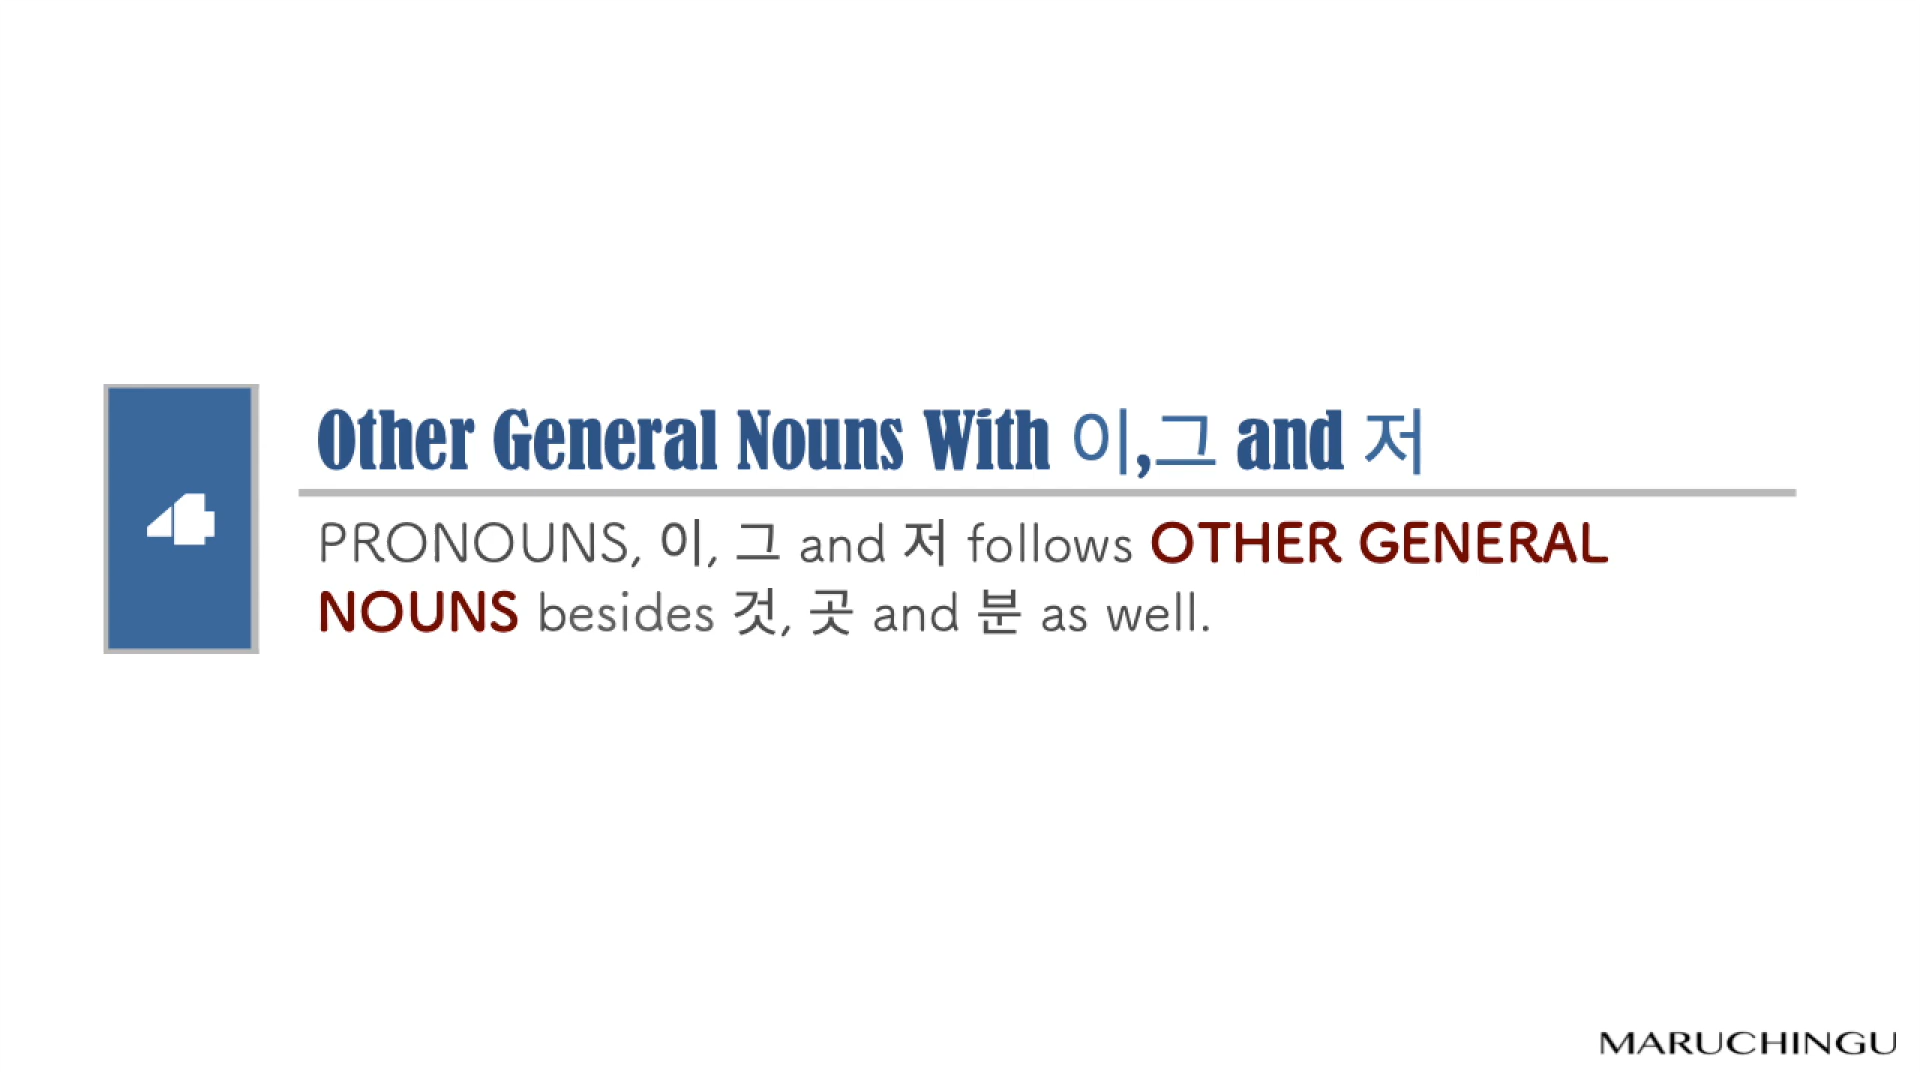 4
Other General Nouns With 이,그 and 저
PRONOUNS, 이, 그 and 저 follows OTHER GENERAL
NOUNS besides 것, 곳 and 분 as well.
MARUCHINGU